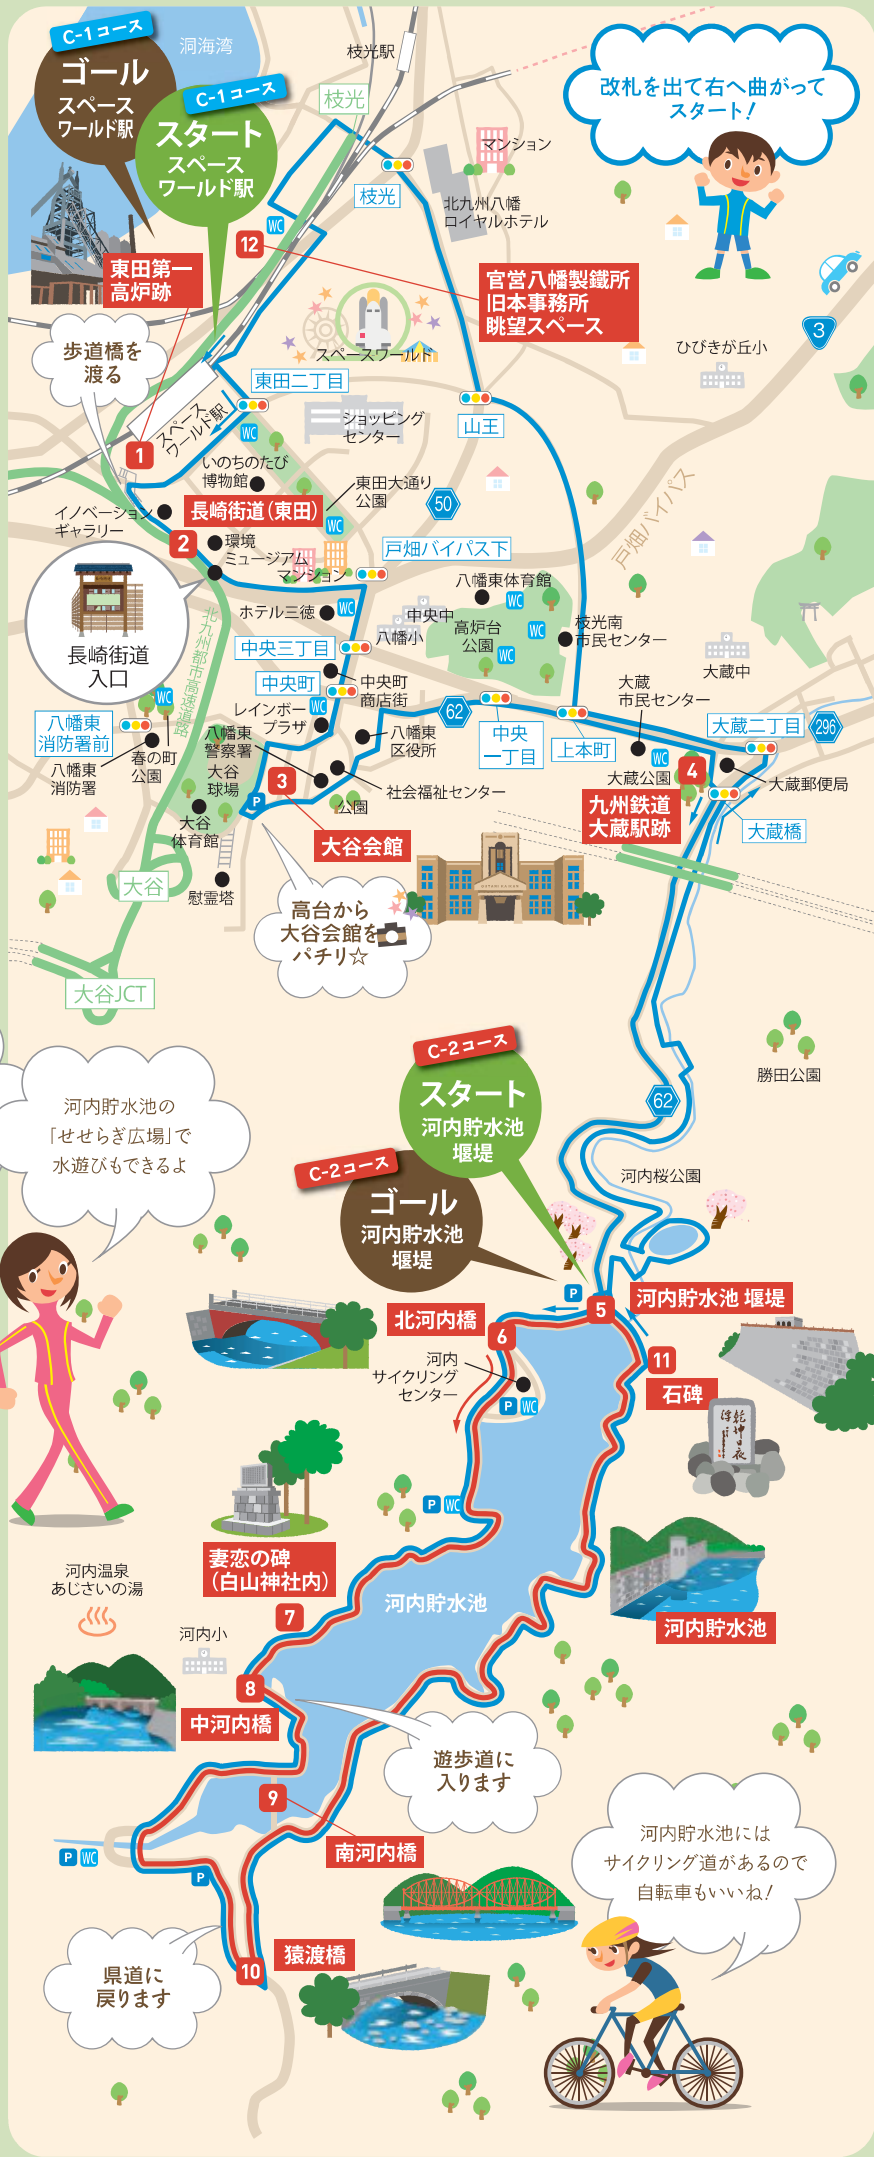 C-1コース
ゴール
スペース
ワールド駅
洞海湾
C-1コース
スタート
スペース
ワールド駅
枝光駅
枝光
改札を出て右へ曲がって
スタート!
マンション
枝光
北九州八幡
ロイヤルホテル
WC
12
東田第一
高炉跡
官営八幡製鐵所
旧本事務所
眺望スペース
3
歩道橋を
渡る
スペースワールド
ひびきが丘小
東田二丁目
スペース
ワールド駅
WC
ショッピング
センター
山王
1
いのちのたび
博物館
東田大通り
公園
イノベーション
ギャラリー
長崎街道(東田)
50
WC
戸畑バイパス
2
環境
ミュージアム
マンション
戸畑バイパス下
長崎街道
入口
北九州都市高速道路
ホテル三徳
WC
中央中
八幡小
八幡東体育館
WC
高炉台
公園
WC
WC
枝光南
市民センター
中央三丁目
大蔵中
中央町
中央町
商店街
WC
大蔵
市民センター
WC
八幡東
消防署前
レインボー
プラザ
62
中央
一丁目
上本町
大蔵二丁目
296
八幡東
消防署
春の町
公園
八幡東
警察署
八幡東
区役所
大谷
球場
WC
大蔵公園
4
大蔵郵便局
3
社会福祉センター
P
公園
大谷
体育館
九州鉄道
大蔵駅跡
大蔵橋
大谷会館
大谷
慰霊塔
高台から
大谷会館を
パチリ☆
大谷JCT
勝田公園
C-2コース
スタート
河内貯水池
堰堤
62
河内貯水池の
「せせらぎ広場」で
水遊びもできるよ
C-2コース
ゴール
河内貯水池
堰堤
河内桜公園
P
河内貯水池 堰堤
5
北河内橋
6
11
河内
サイクリング
センター
石碑
P
WC
乾坤日夜浮
P
WC
妻恋の碑
(白山神社内)
河内温泉
あじさいの湯
河内貯水池
7
河内貯水池
河内小
8
中河内橋
遊歩道に
入ります
9
河内貯水池には
サイクリング道があるので
自転車もいいね!
南河内橋
P
WC
P
10
猿渡橋
県道に
戻ります